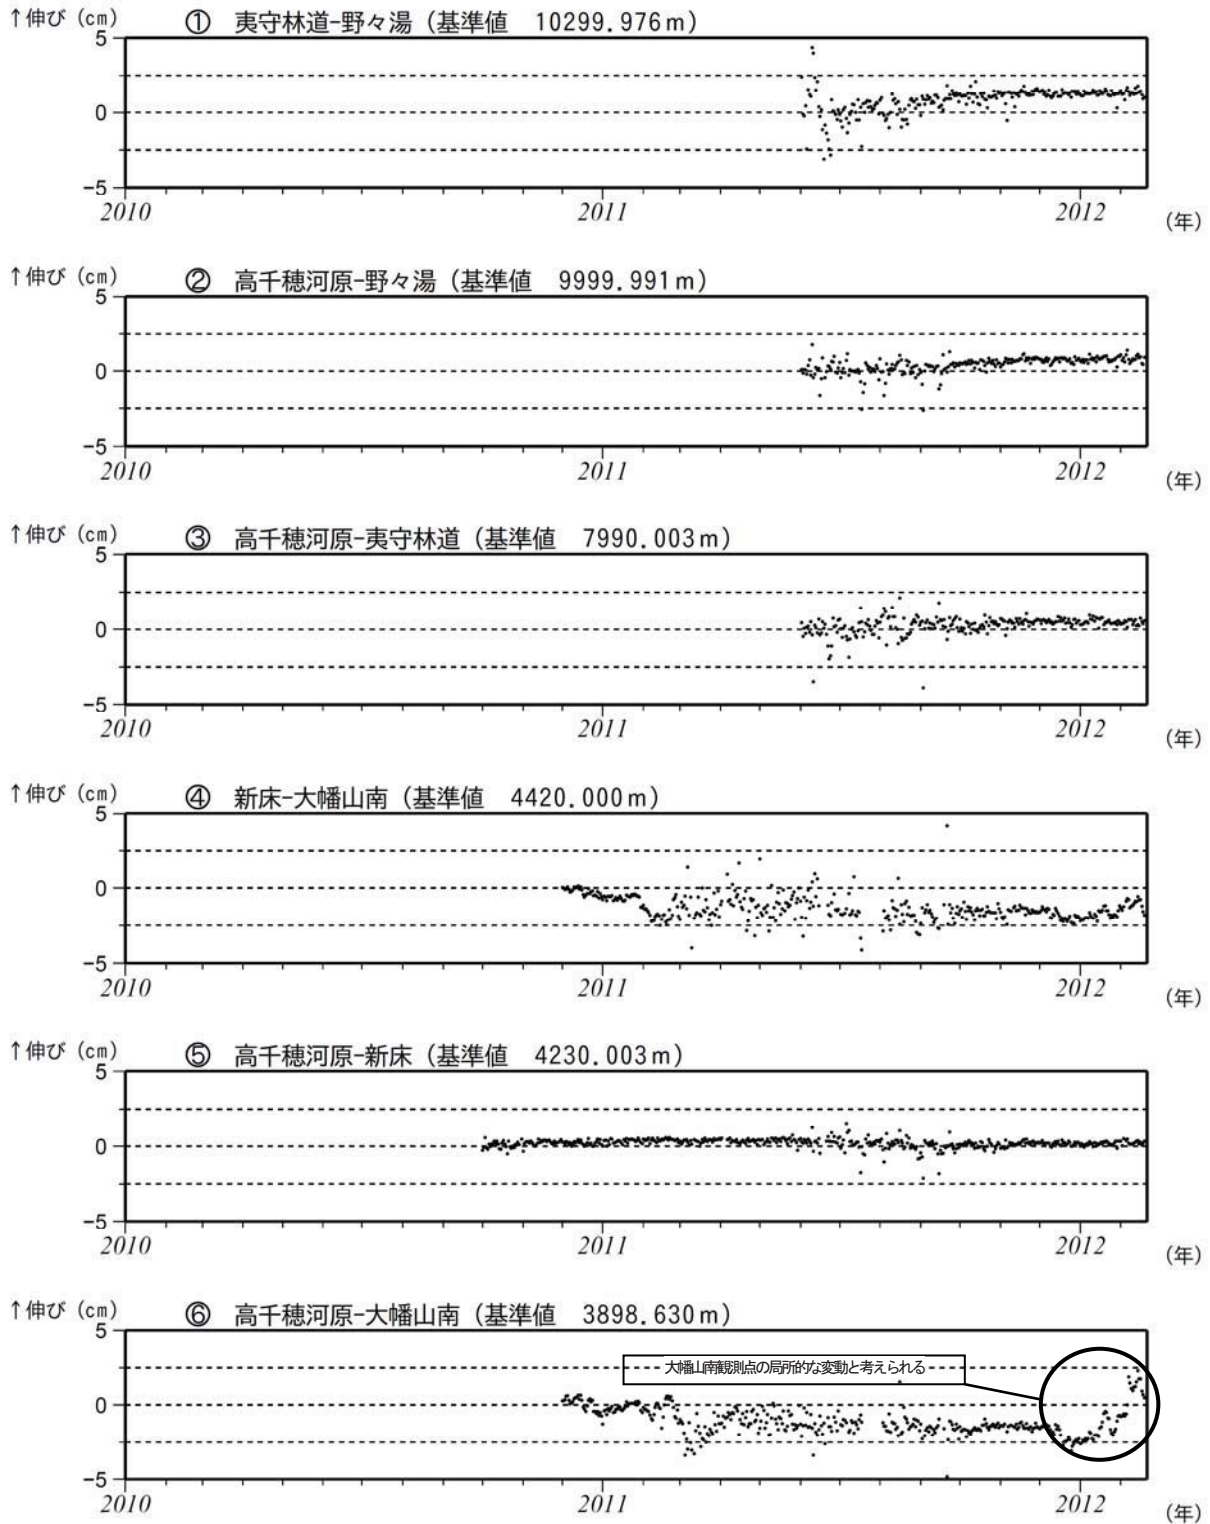 ↑伸び（cm） ① 夷守林道-野々湯（基準値 10299.976m）
5
0
-5
2010 2011 2012 （年）
↑伸び（cm） ② 高千穂河原-野々湯（基準値 9999.991m）
5
0
-5
2010 2011 2012 （年）
↑伸び（cm） ③ 高千穂河原-夷守林道（基準値 7990.003m）
5
0
-5
2010 2011 2012 （年）
↑伸び（cm） ④ 新床-大幡山南（基準値 4420.000m）
5
0
-5
2010 2011 2012 （年）
↑伸び（cm） ⑤ 高千穂河原-新床（基準値 4230.003m）
5
0
-5
2010 2011 2012 （年）
↑伸び（cm） ⑥ 高千穂河原-大幡山南（基準値 3898.630m）
5
大幡山南観測点の局所的な変動と考えられる
0
-5
2010 2011 2012 （年）